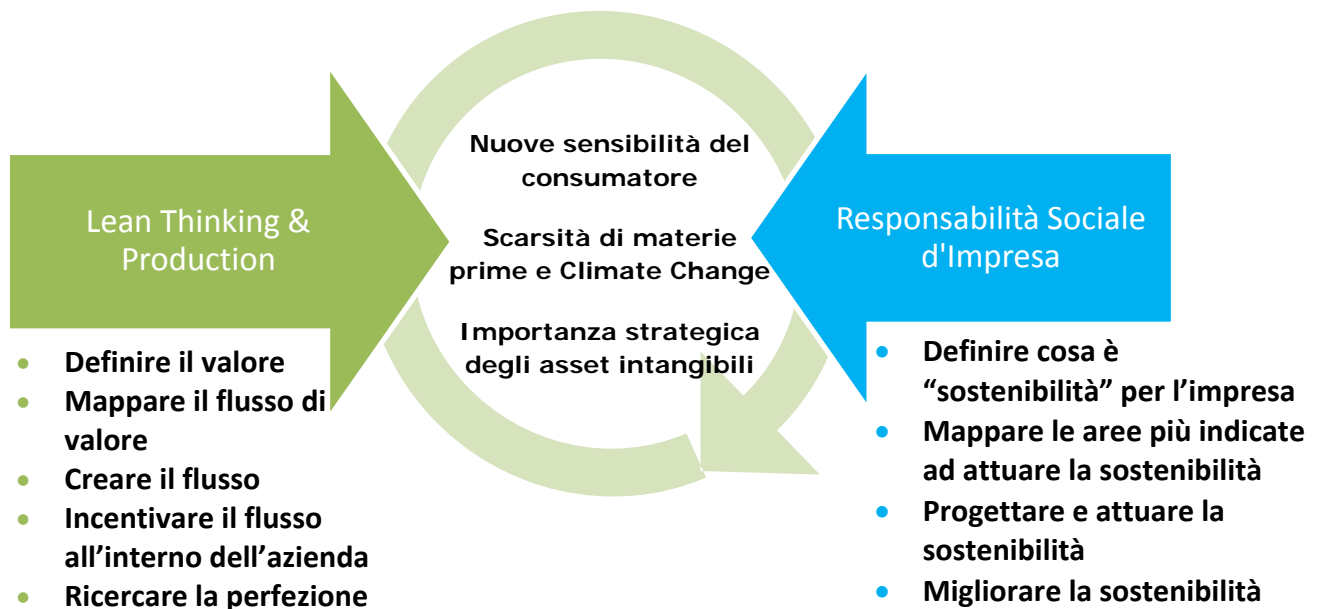 Lean Thinking &
Production
• Definire il valore
• Mappare il flusso di
valore
• Creare il flusso
• Incentivare il flusso
all’interno dell’azienda
• Ricercare la perfezione
Nuove sensibilità del
consumatore
Scarsità di materie
prime e Climate Change
Importanza strategica
degli asset intangibili
Responsabilità Sociale
d'Impresa
• Definire cosa è
“sostenibilità” per l’impresa
• Mappare le aree più indicate
ad attuare la sostenibilità
• Progettare e attuare la
sostenibilità
• Migliorare la sostenibilità